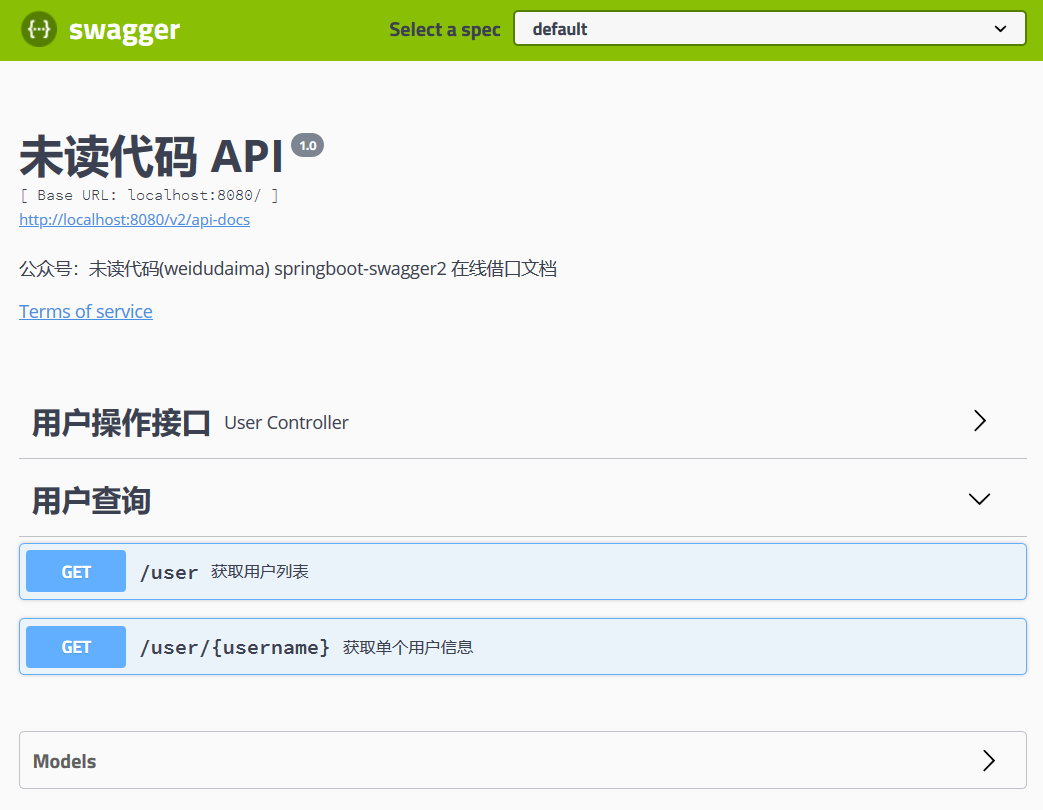 swagger
Select a spec default
未读代码 API 1.0
[ Base URL: localhost:8080/ ]
http://localhost:8080/v2/api-docs
公众号：未读代码(weidudaima) springboot-swagger2 在线借口文档
Terms of service
用户操作接口 User Controller
用户查询
GET /user 获取用户列表
GET /user/{username} 获取单个用户信息
Models